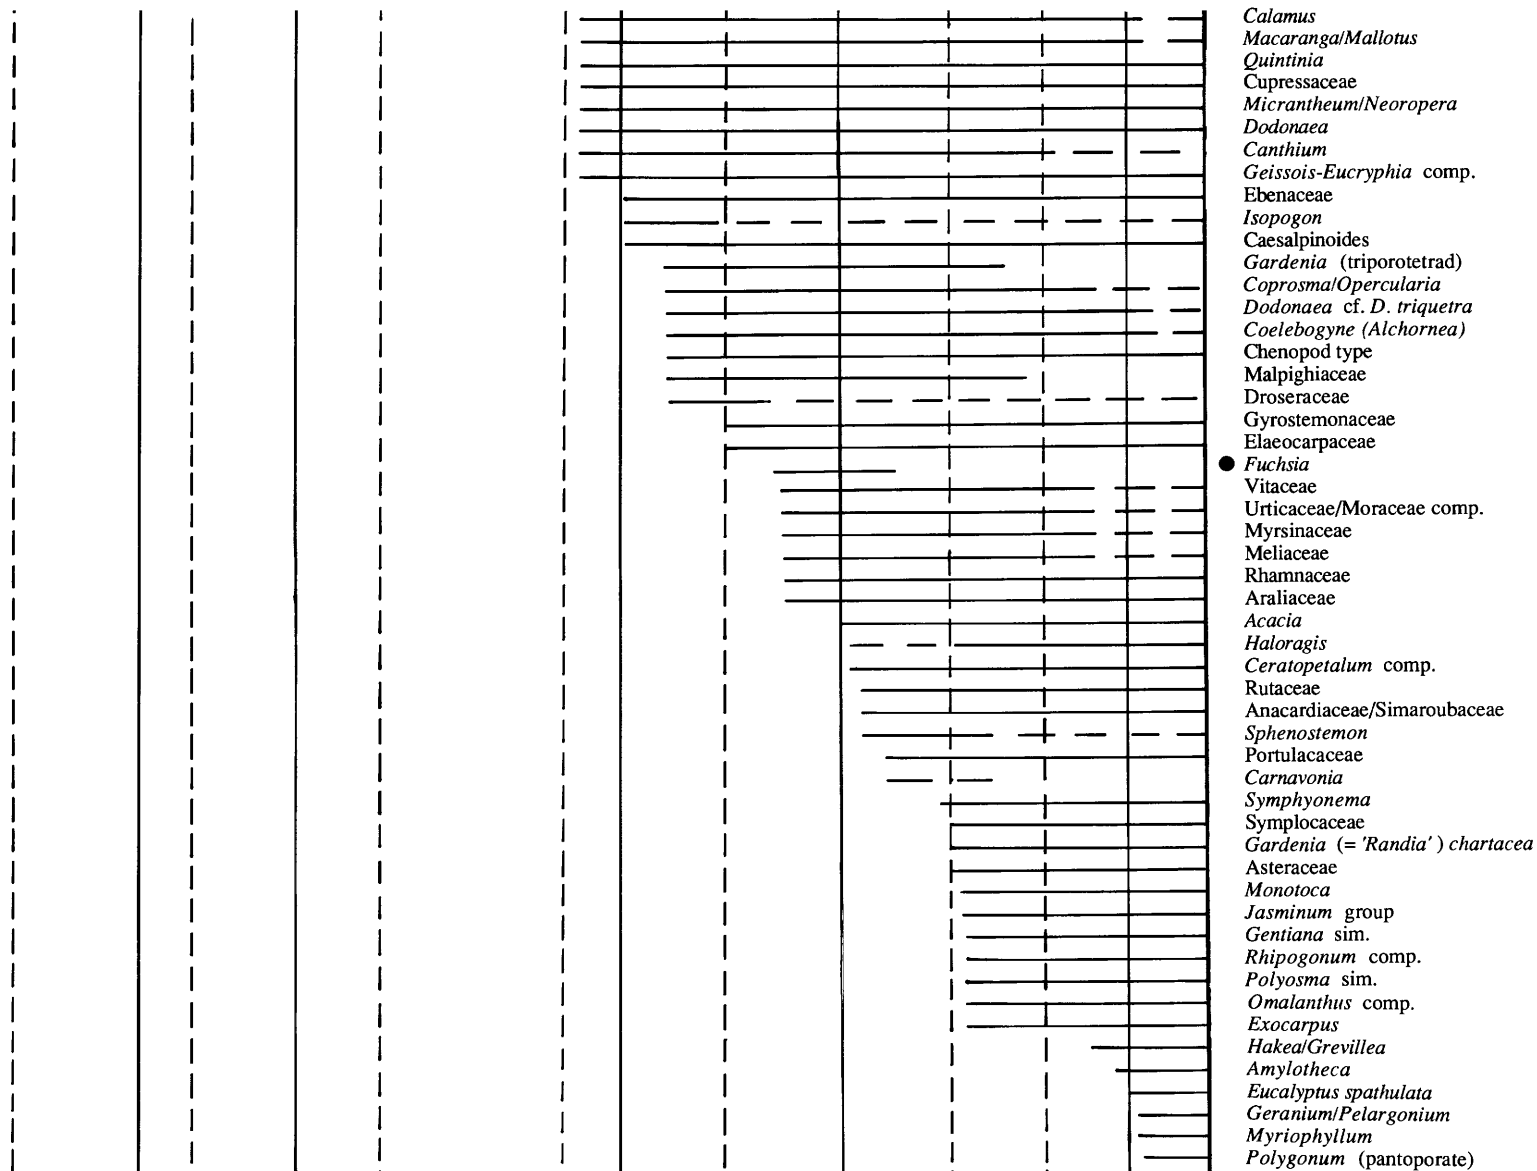 Calamus
Macaranga/Mallotus
Quintinia
Cupressaceae
Micrantheum/Neoropera
Dodonaea
Canthium
Geissois-Eucryphia comp.
Ebenaceae
Isopogon
Caesalpinoides
Gardenia (triporotetrad)
Coprosma/Opercularia
Dodonaea cf. D. triquetra
Coelebogyne (Alchornea)
Chenopod type
Malpighiaceae
Droseraceae
Gyrostemonaceae
Elaeocarpaceae
● Fuchsia
Vitaceae
Urticaceae/Moraceae comp.
Myrsinaceae
Meliaceae
Rhamnaceae
Araliaceae
Acacia
Haloragis
Ceratopetalum comp.
Rutaceae
Anacardiaceae/Simaroubaceae
Sphenostemon
Portulacaceae
Carnavonia
Symphyonema
Symplocaceae
Gardenia (= 'Randia' ) chartacea
Asteraceae
Monotoca
Jasminum group
Gentiana sim.
Rhipogonum comp.
Polyosma sim.
Omalanthus comp.
Exocarpus
Hakea/Grevillea
Amylotheca
Eucalyptus spathulata
Geranium/Pelargonium
Myriophyllum
Polygonum (pantoporate)